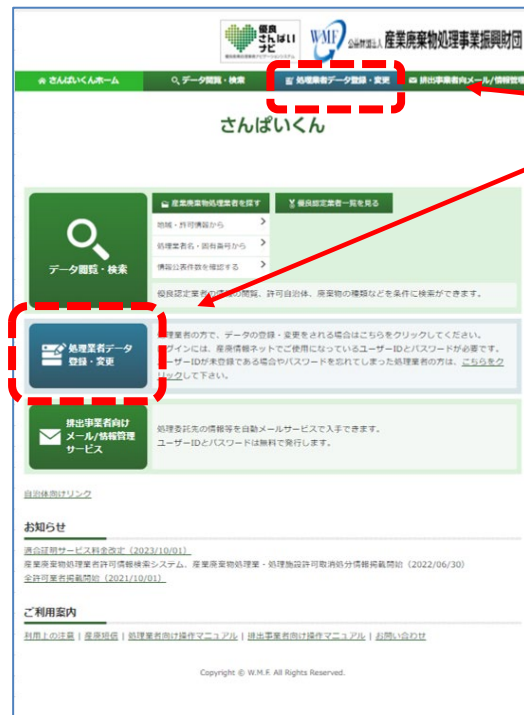 優良
さんぱい
ナビ
WMF 公益財団法人 産業廃棄物処理事業振興財団
さんぱいくんホーム
データ閲覧・検索
処理業者データ登録・変更
排出事業者向メール/情報管理
さんぱいくん
データ閲覧・検索
産業廃棄物処理業者を探す
優良認定業者一覧を見る
地域・許可情報から
処理業者名・固有番号から
情報公表件数を確認する
優良認定業者の情報の閲覧、許可自治体、廃棄物の種類などを条件に検索ができます。
処理業者データ
登録・変更
処理業者の方で、データの登録・変更をされる場合はこちらをクリックしてください。
グインには、産廃情報ネットでご使用になっているユーザーIDとパスワードが必要です。
ーザーIDが未登録である場合やパスワードを忘れてしまった処理業者の方は、こちらをク
リックして下さい。
排出事業者向け
メール/情報管理
サービス
処理委託先の情報等を自動メールサービスで入手できます。
ユーザーIDとパスワードは無料で発行します。
自治体向けリンク
お知らせ
適合証明サービス料金改定（2023/10/01）
産業廃棄物処理業者許可情報検索システム、産業廃棄物処理業・処理施設許可取消処分情報掲載開始（2022/06/30）
全許可業者掲載開始（2021/10/01）
ご利用案内
利用上の注意 | 産廃短信 | 処理業者向け操作マニュアル | 排出事業者向け操作マニュアル | お問い合わせ
Copyright © W.M.F. All Rights Reserved.